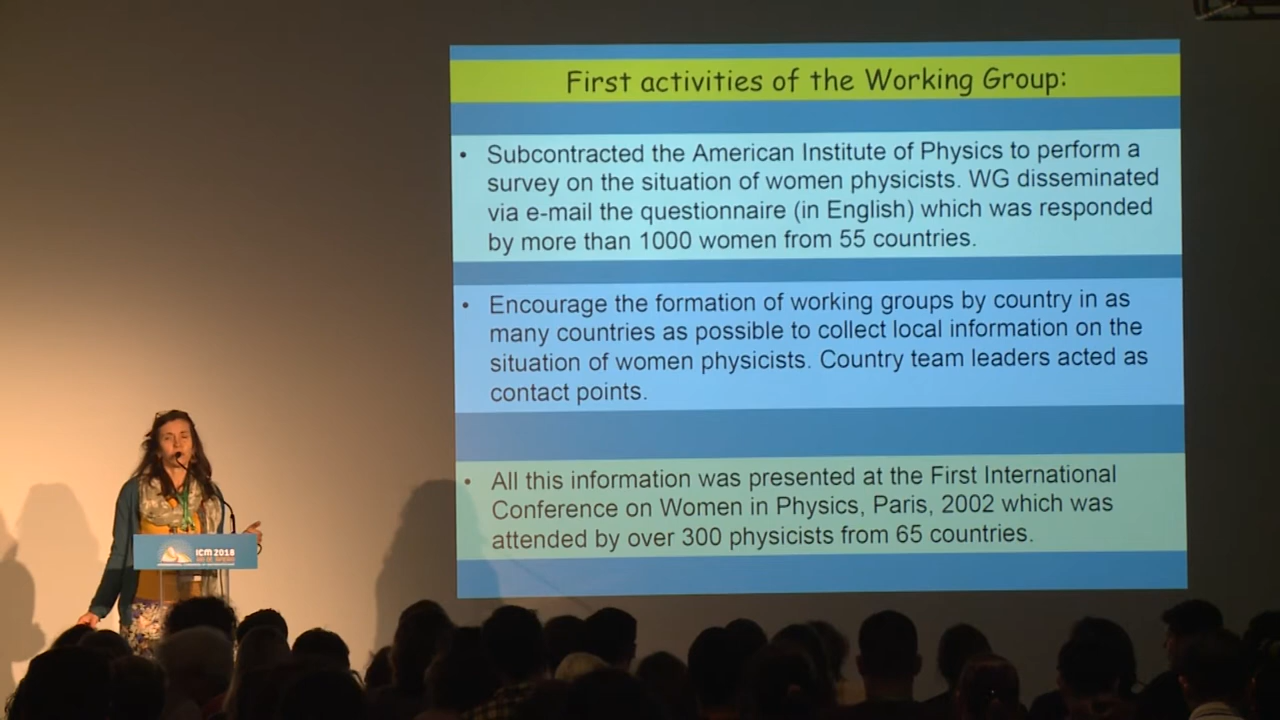 First activities of the Working Group:
• Subcontracted the American Institute of Physics to perform a
survey on the situation of women physicists. WG disseminated
via e-mail the questionnaire (in English) which was responded
by more than 1000 women from 55 countries.
• Encourage the formation of working groups by country in as
many countries as possible to collect local information on the
situation of women physicists. Country team leaders acted as
contact points.
• All this information was presented at the First International
Conference on Women in Physics, Paris, 2002 which was
attended by over 300 physicists from 65 countries.
ICM 2018